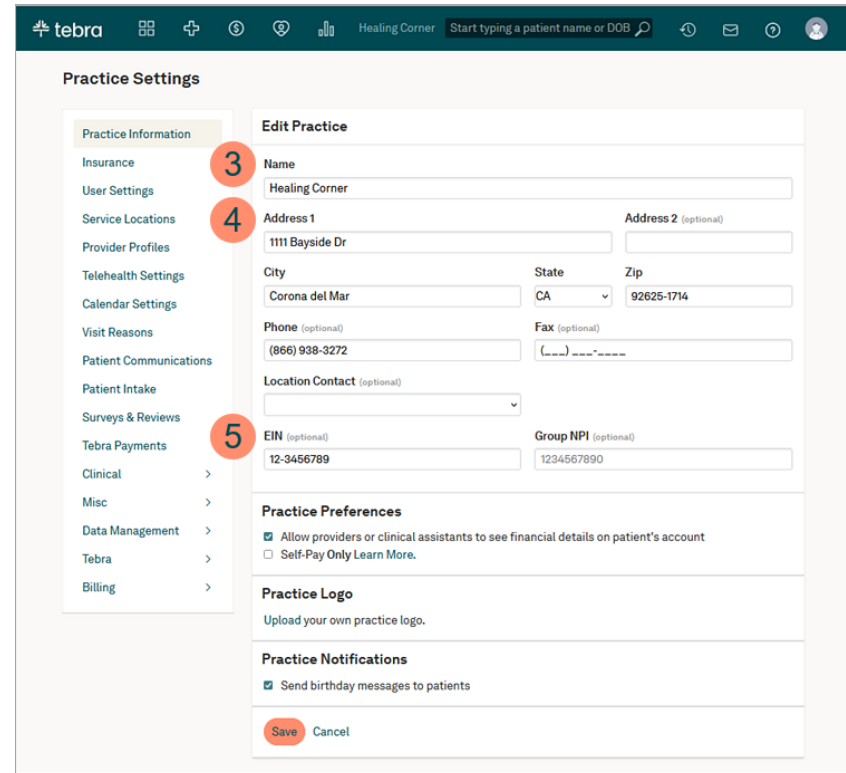 tebra Healing Corner Start typing a patient name or DOB
Practice Settings
Practice Information
Insurance
User Settings
Service Locations
Provider Profiles
Telehealth Settings
Calendar Settings
Visit Reasons
Patient Communications
Patient Intake
Surveys & Reviews
Tebra Payments
Clinical >
Misc >
Data Management >
Tebra >
Billing >
Edit Practice
3 Name
Healing Corner
4 Address 1 Address 2 (optional)
1111 Bayside Dr
City State Zip
Corona del Mar CA 92625-1714
Phone (optional) Fax (optional)
(866) 938-3272 (___) ___-____
Location Contact (optional)
5 EIN (optional) Group NPI (optional)
12-3456789 1234567890
Practice Preferences
Allow providers or clinical assistants to see financial details on patient's account
Self-Pay Only Learn More.
Practice Logo
Upload your own practice logo.
Practice Notifications
Send birthday messages to patients
Save Cancel